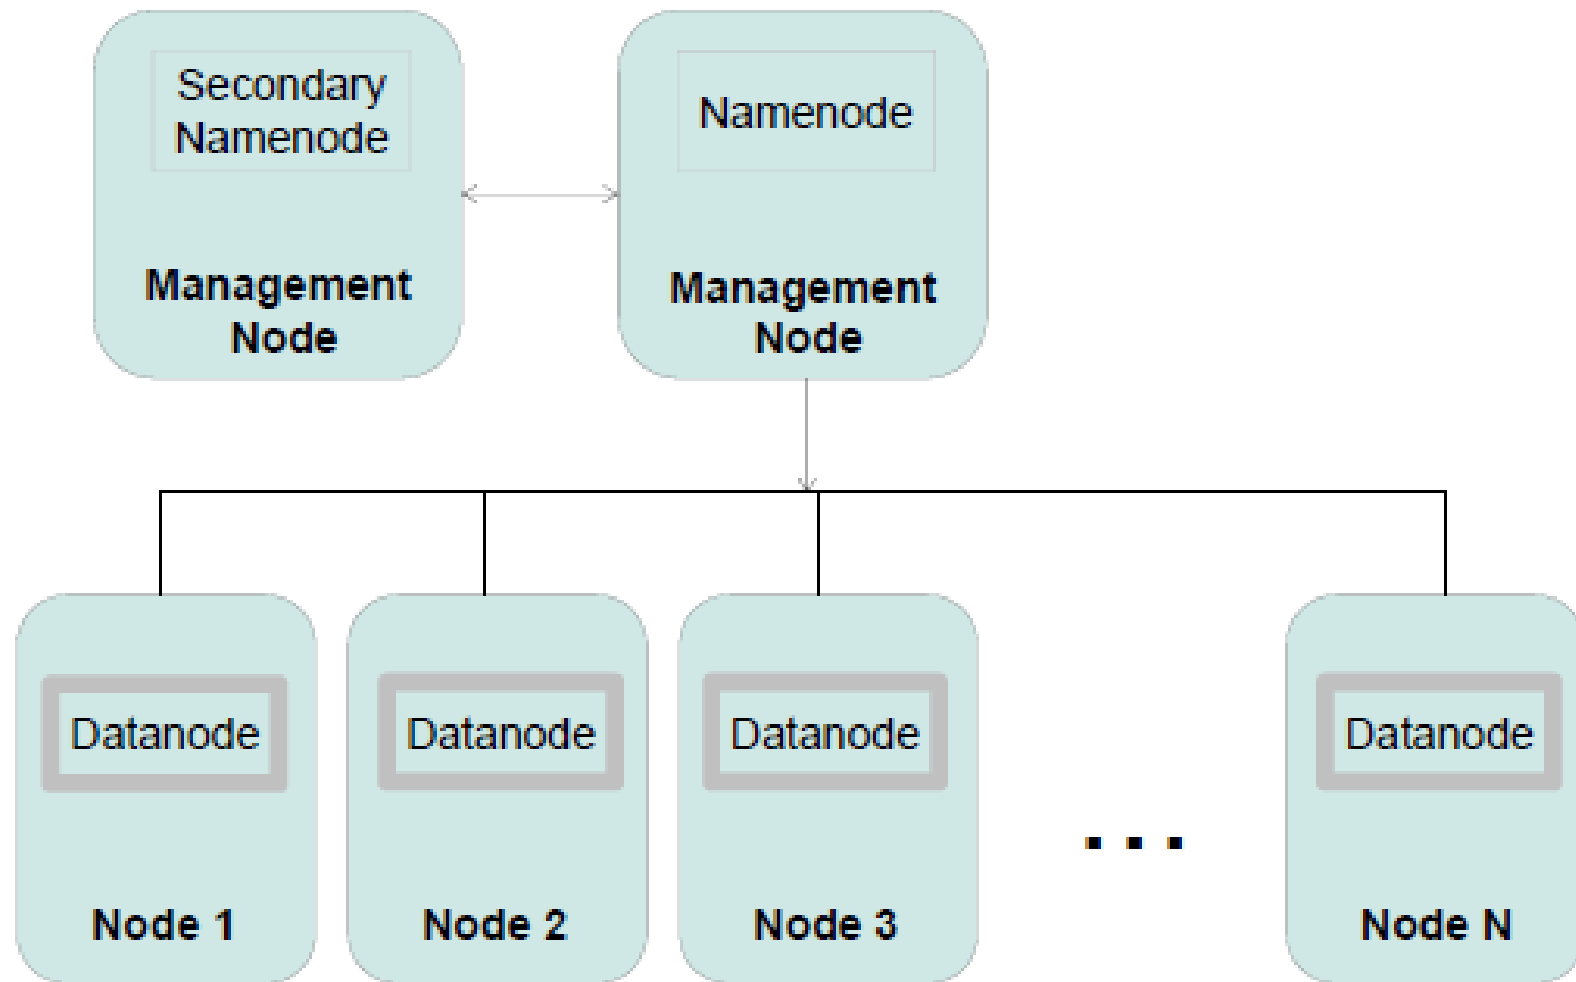 Secondary
Namenode
Management
Node
Namenode
Management
Node
Datanode
Node 1
Datanode
Node 2
Datanode
Node 3
...
Datanode
Node N